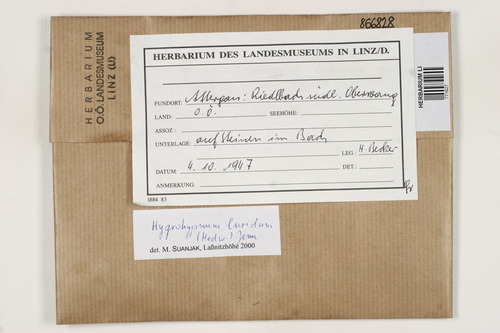 866828
HERBARIUM
O.Ö. LANDESMUSEUM
LINZ (LI)
HERBARIUM LI
HERBARIUM DES LANDESMUSEUMS IN LINZ/D.
FUNDORT: Attergau: Riedlbach südl. Oberwang
LAND: O.Ö. SEEHÖHE:
ASSOZ.:
UNTERLAGE: auf Steinen im Bach
LEG.: H. Becker
DATUM: 4. 10. 1947 DET.:
ANMERKUNG:
1884 83
Hygrohypnum luridum
(Hedw.) Jenn.
det. M. SUANJAK, Laßnitzhöhe 2000